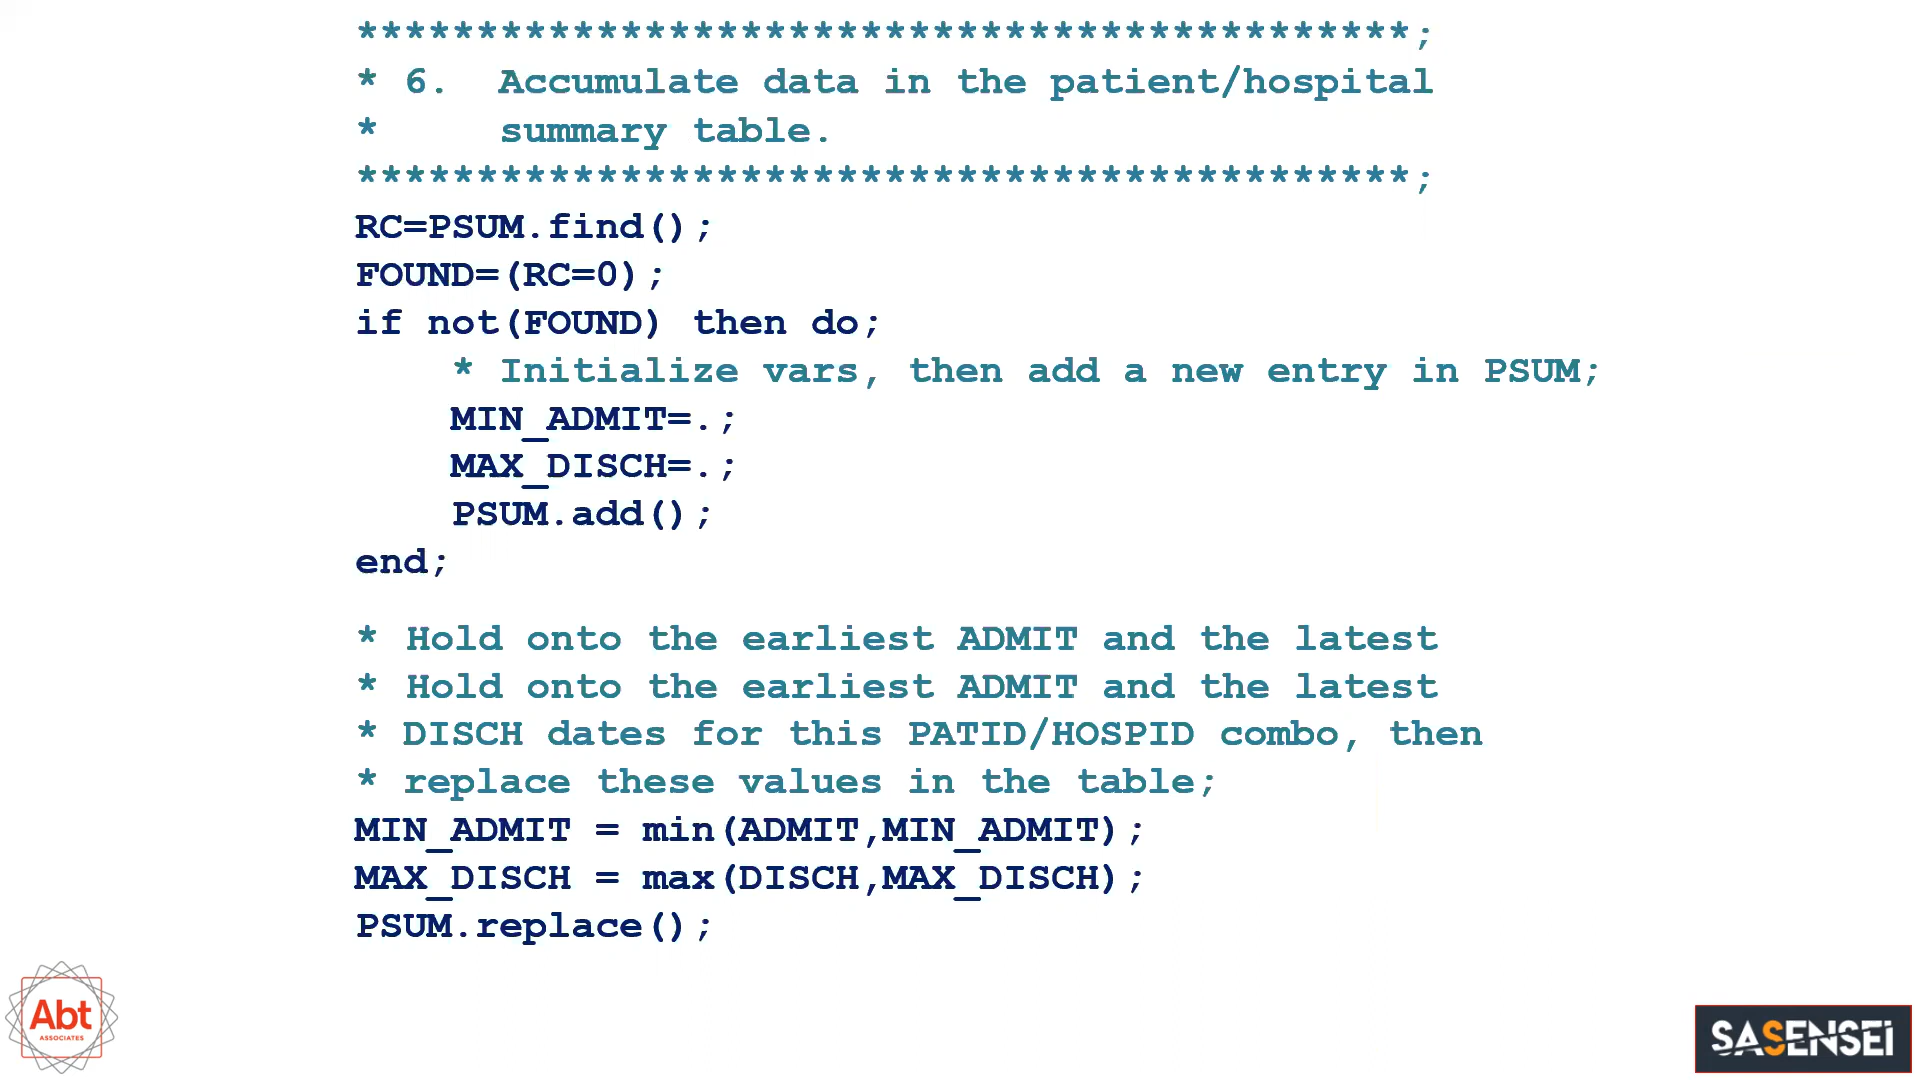 ********************************************;
* 6.  Accumulate data in the patient/hospital
*     summary table.
********************************************;
RC=PSUM.find();
FOUND=(RC=0);
if not(FOUND) then do;
    * Initialize vars, then add a new entry in PSUM;
    MIN_ADMIT=.;
    MAX_DISCH=.;
    PSUM.add();
end;
* Hold onto the earliest ADMIT and the latest
* Hold onto the earliest ADMIT and the latest
* DISCH dates for this PATID/HOSPID combo, then
* replace these values in the table;
MIN_ADMIT = min(ADMIT,MIN_ADMIT);
MAX_DISCH = max(DISCH,MAX_DISCH);
PSUM.replace();
Abt
ASSOCIATES
SASENSEI